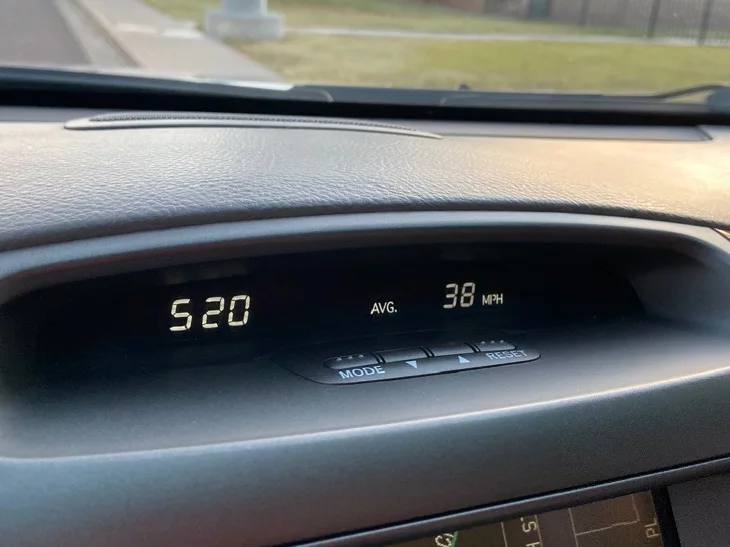 520 AVG. 38 MPH
MODE ▼ ▲ RESET